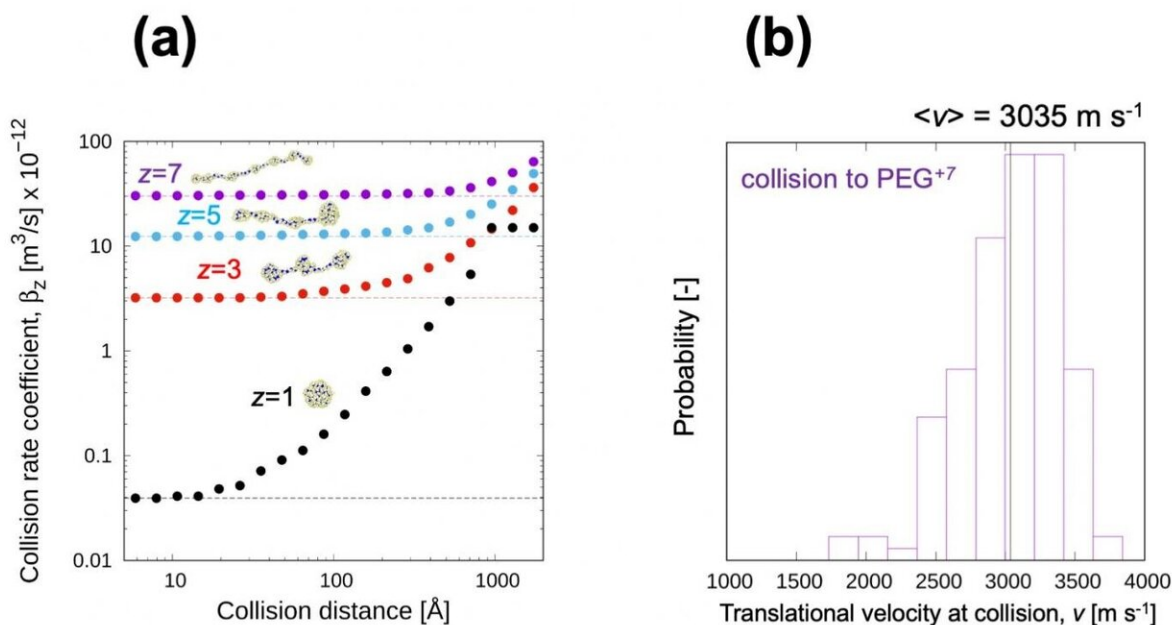 (a)
Collision rate coefficient, β_z [m³/s] x 10⁻¹²
100
10
1
0.1
0.01
z=7
z=5
z=3
z=1
10
100
1000
Collision distance [Å]
(b)
<v> = 3035 m s⁻¹
collision to PEG⁺⁷
Probability [-]
1000
1500
2000
2500
3000
3500
4000
Translational velocity at collision, v [m s⁻¹]